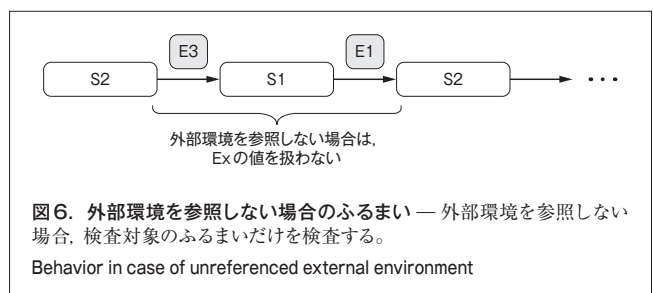 E3
E1
S2
S1
S2
・・・
外部環境を参照しない場合は,
Exの値を扱わない
図6. 外部環境を参照しない場合のふるまい — 外部環境を参照しない
場合, 検査対象のふるまいだけを検査する。
Behavior in case of unreferenced external environment